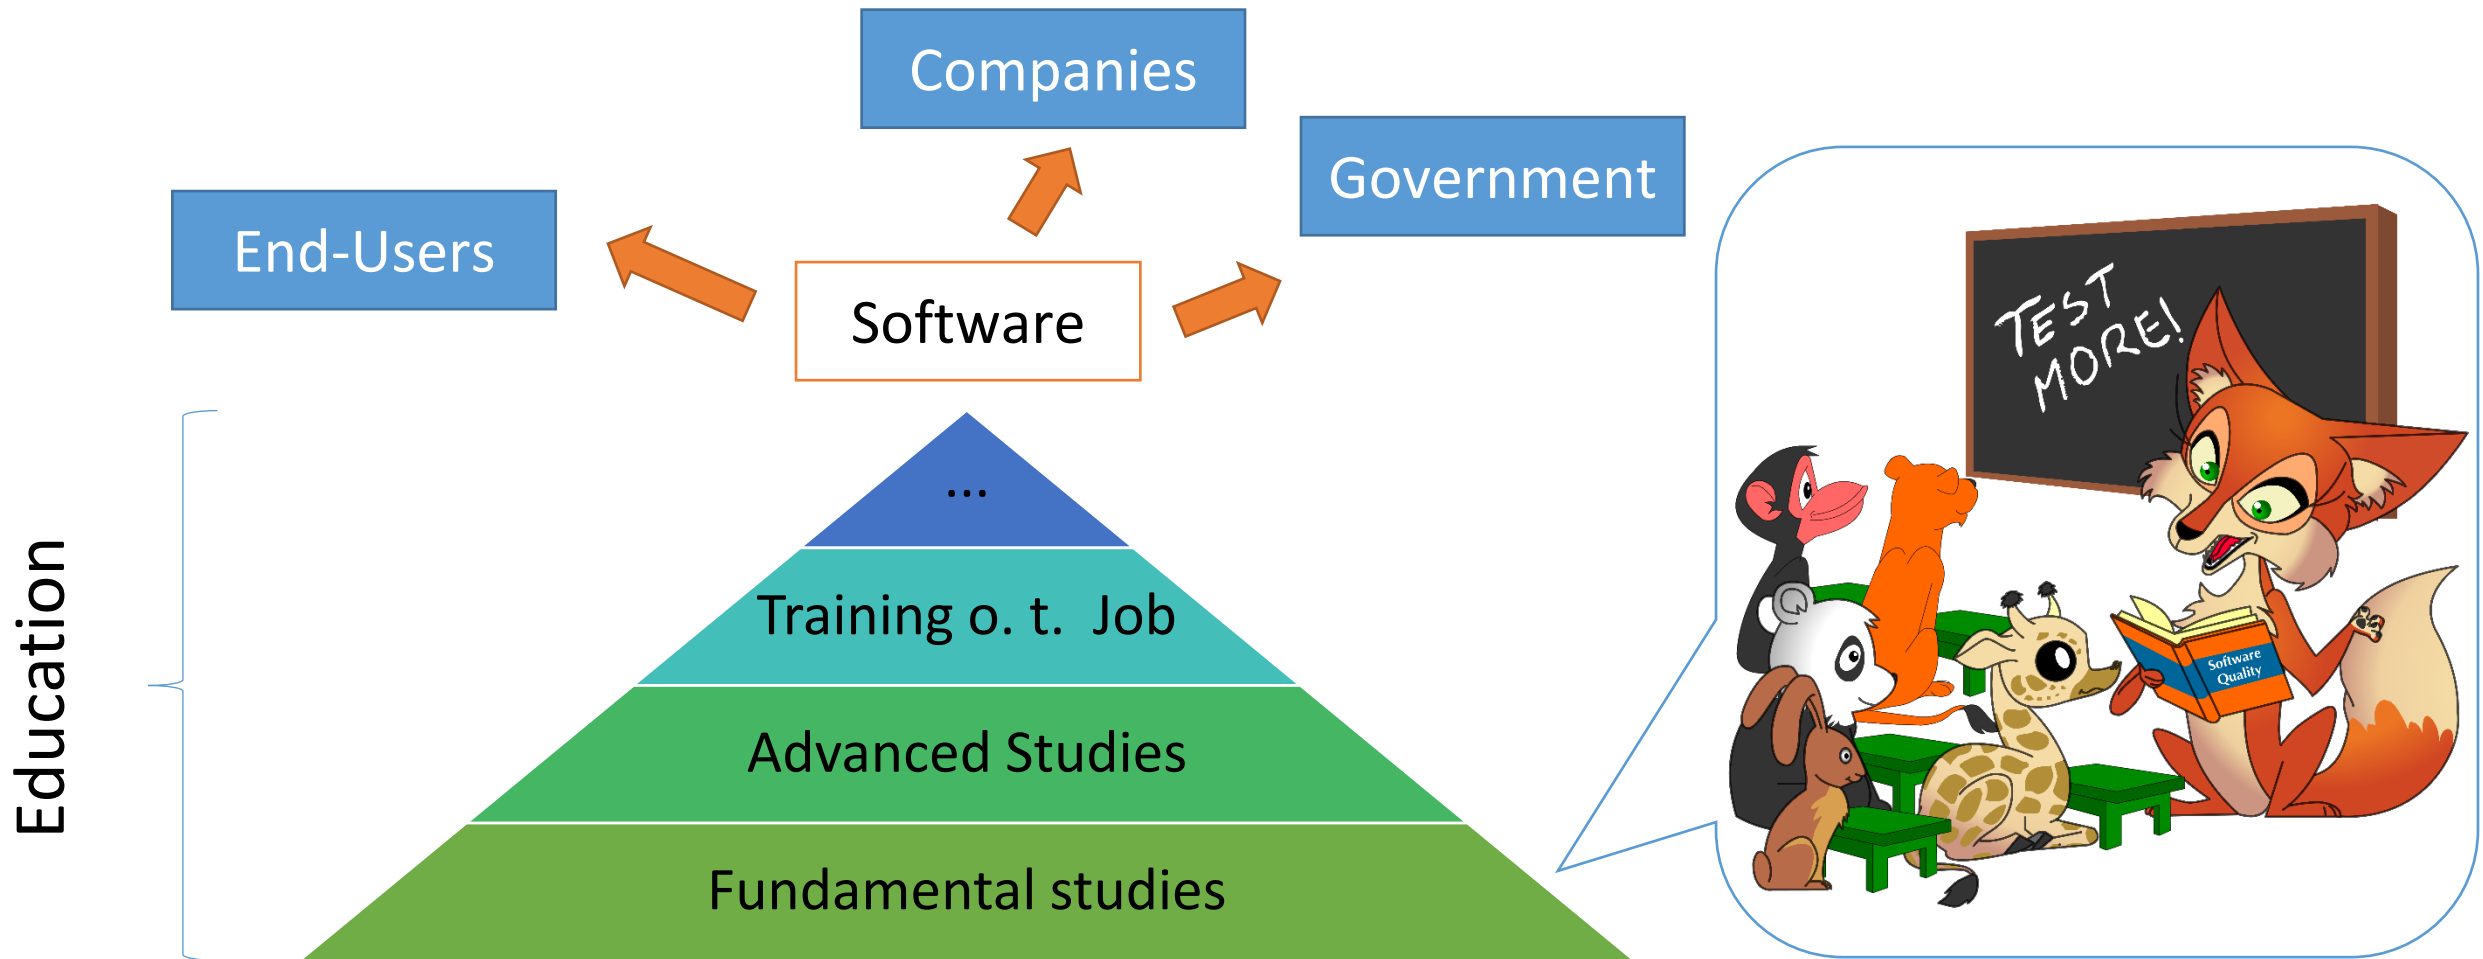 Companies
Government
End-Users
Software
TEST
MORE!
...
Training o. t. Job
Advanced Studies
Fundamental studies
Education
Software
Quality